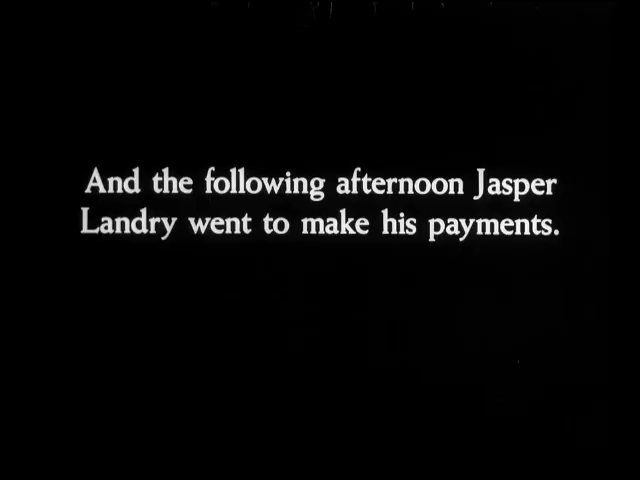 And the following afternoon Jasper
Landry went to make his payments.